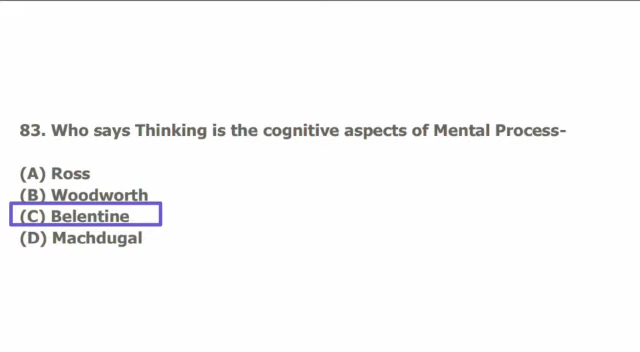 83. Who says Thinking is the cognitive aspects of Mental Process-
(A) Ross
(B) Woodworth
(C) Belentine
(D) Machdugal